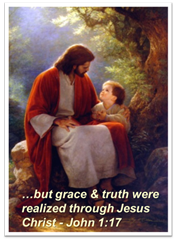 ...but grace & truth were
realized through Jesus
Christ - John 1:17